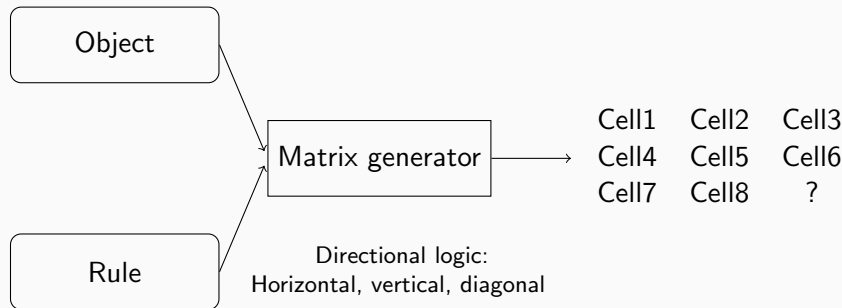 Object
Matrix generator
Cell1 Cell2 Cell3
Cell4 Cell5 Cell6
Cell7 Cell8 ?
Rule
Directional logic:
Horizontal, vertical, diagonal